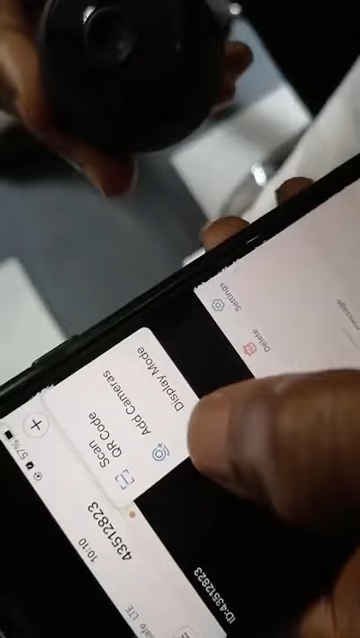 LTE
10:10
57%
43512823
Scan
QR Code
Add Cameras
Display Mode
ID:43512823
Settings
Delete